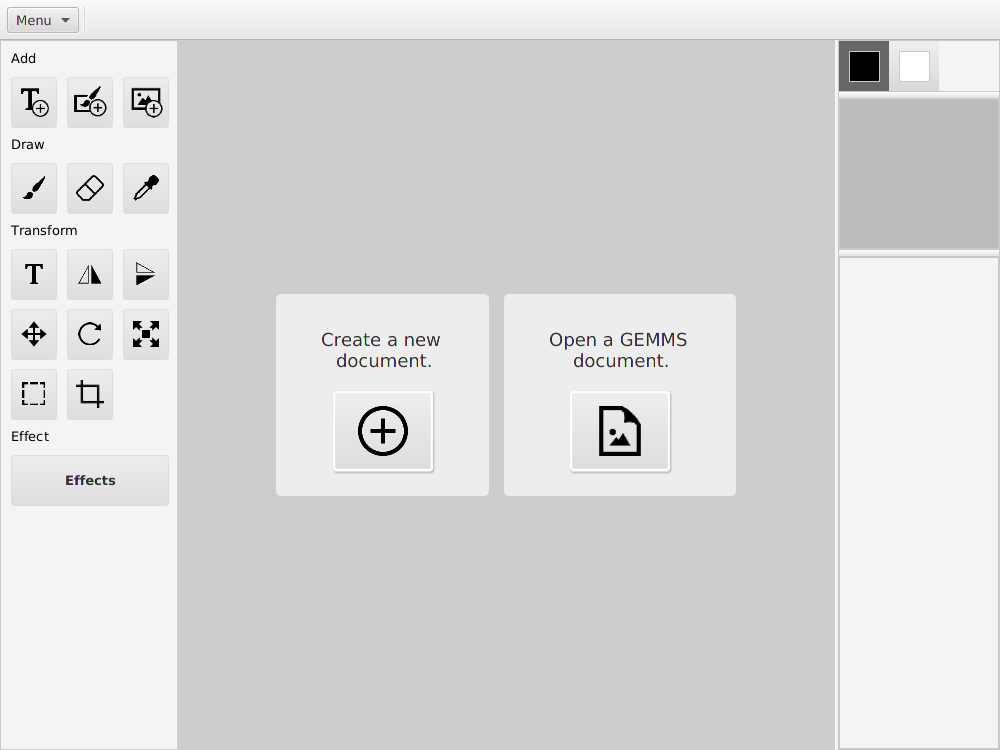 Menu
Add
Draw
Transform
Effect
Effects
Create a new
document.
Open a GEMMS
document.